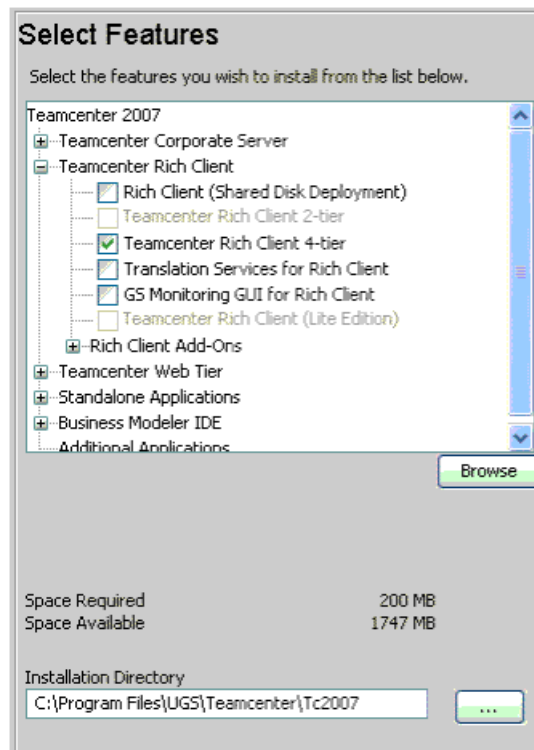 Select Features
Select the features you wish to install from the list below.
Teamcenter 2007
Teamcenter Corporate Server
Teamcenter Rich Client
Rich Client (Shared Disk Deployment)
Teamcenter Rich Client 2-tier
Teamcenter Rich Client 4-tier
Translation Services for Rich Client
GS Monitoring GUI for Rich Client
Teamcenter Rich Client (Lite Edition)
Rich Client Add-Ons
Teamcenter Web Tier
Standalone Applications
Business Modeler IDE
Additional Applications
Browse
Space Required 200 MB
Space Available 1747 MB
Installation Directory
C:\Program Files\UGS\Teamcenter\Tc2007 ...